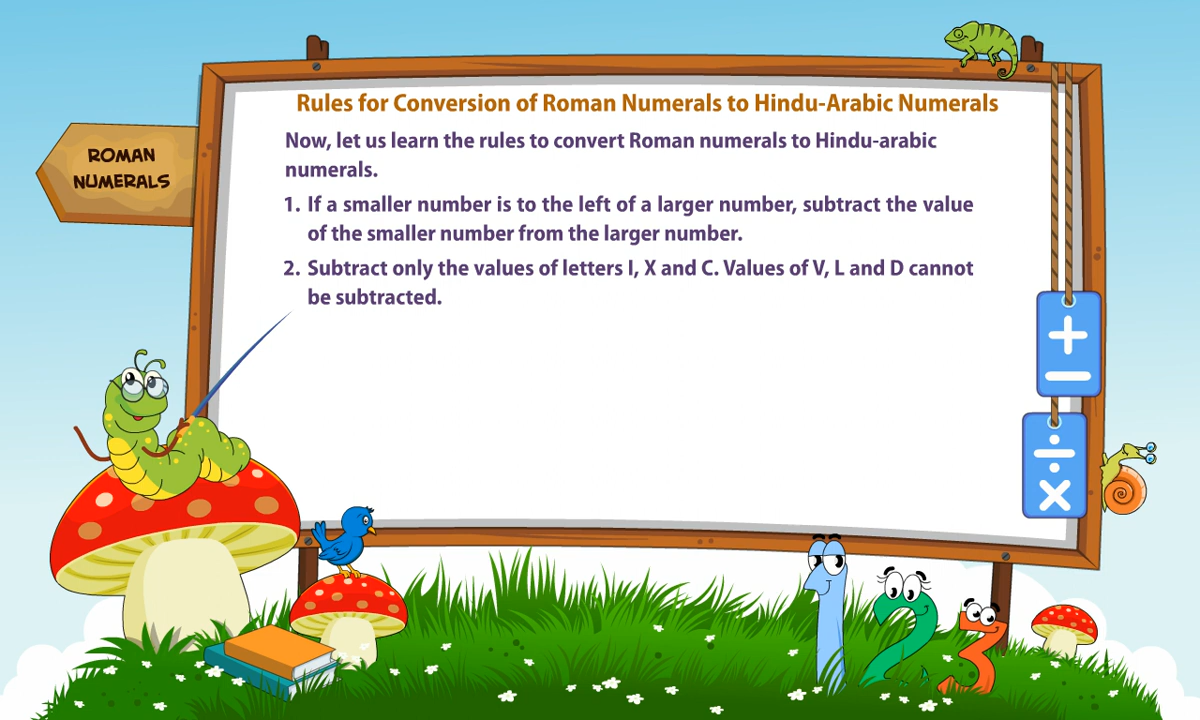 Rules for Conversion of Roman Numerals to Hindu-Arabic Numerals
ROMAN
NUMERALS
Now, let us learn the rules to convert Roman numerals to Hindu-arabic
numerals.
1. If a smaller number is to the left of a larger number, subtract the value
of the smaller number from the larger number.
2. Subtract only the values of letters I, X and C. Values of V, L and D cannot
be subtracted.
+
−
÷
×
1 2 3